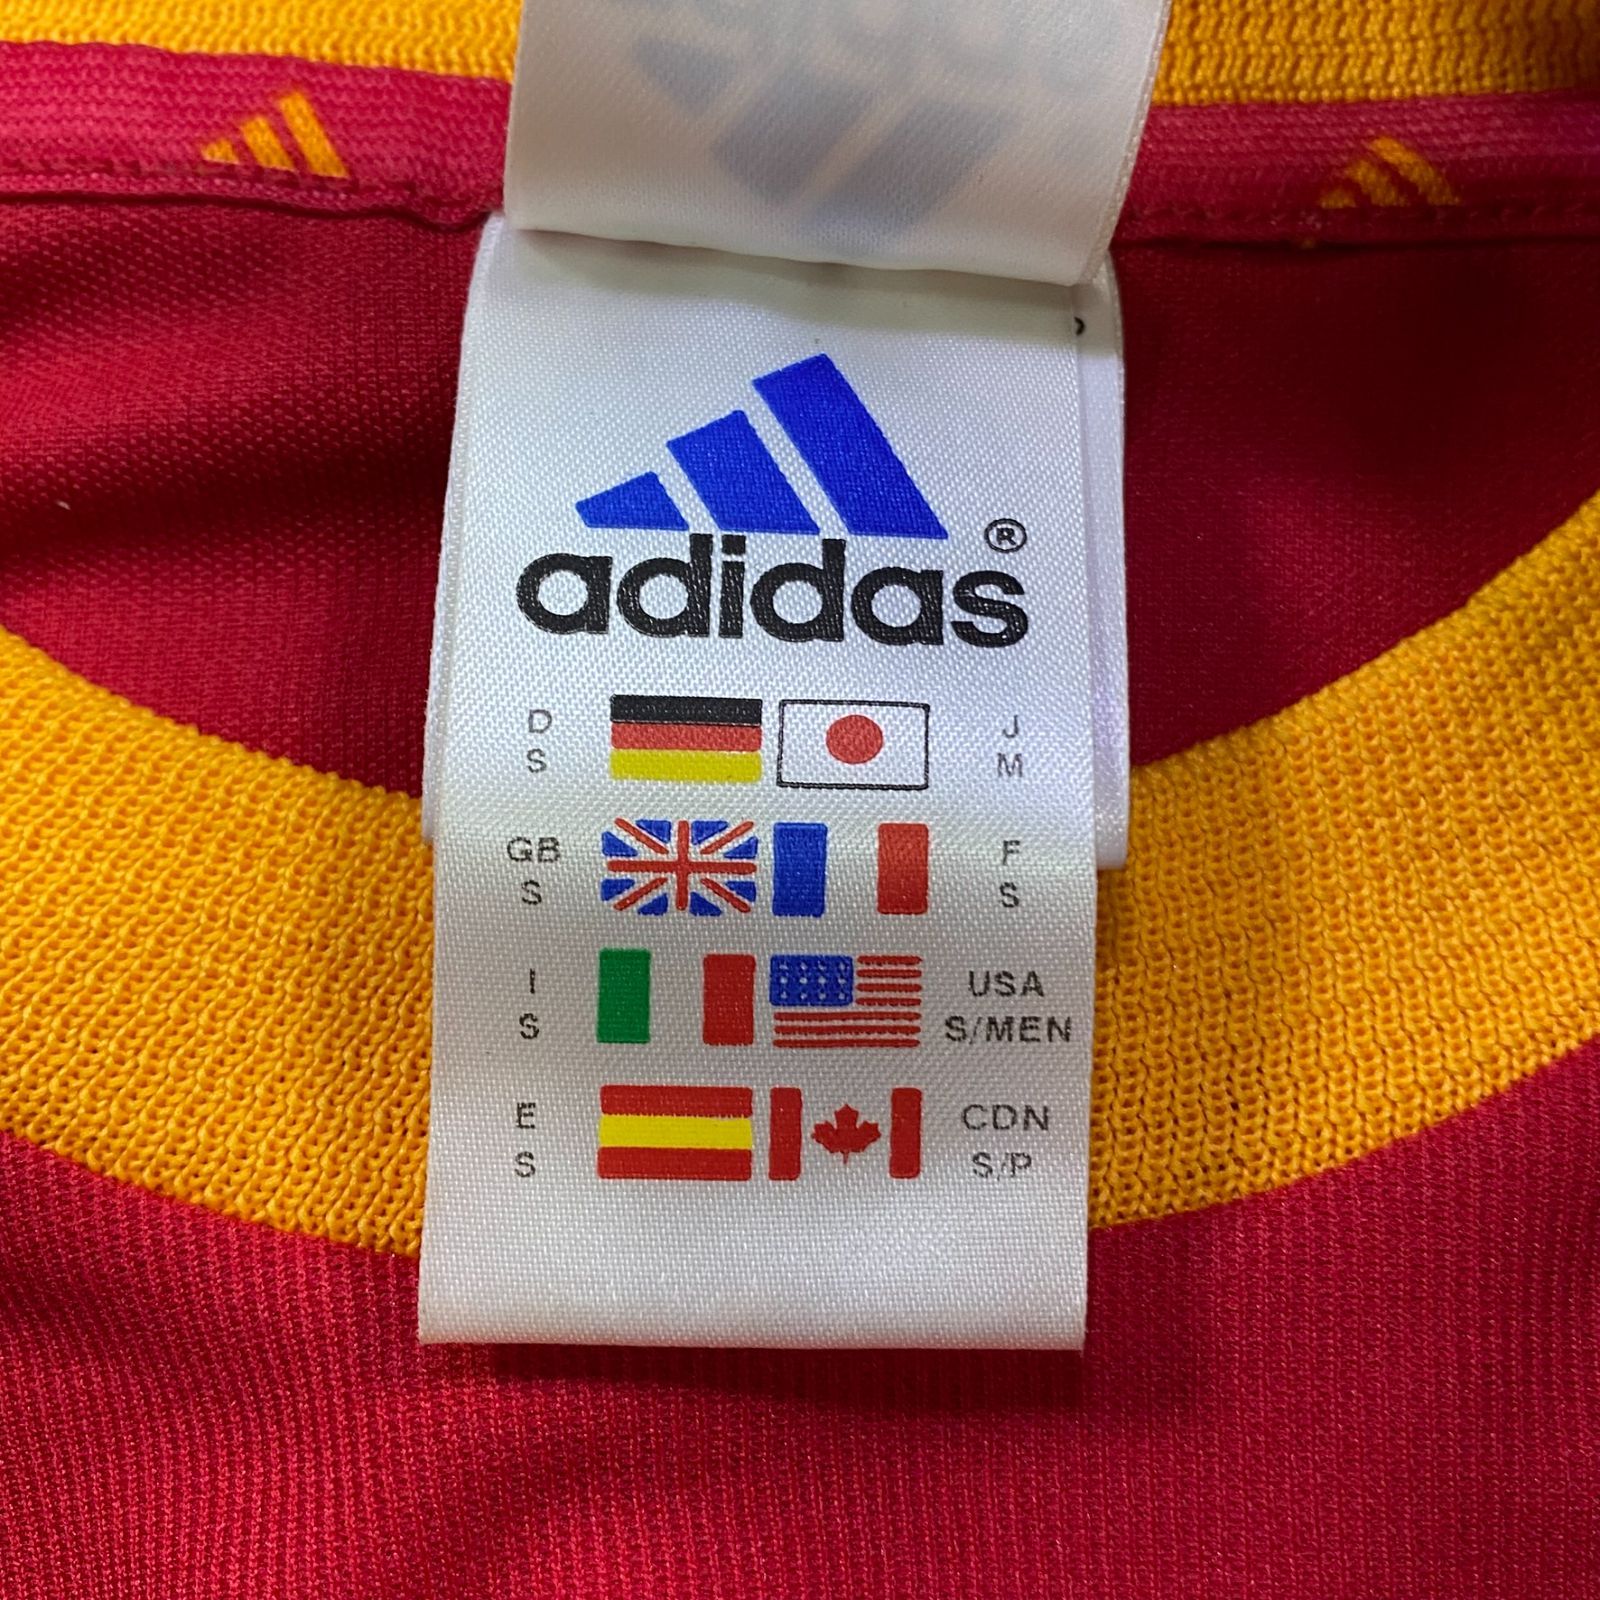 adidas®
D J
S M
GB F
S S
I USA
S S/MEN
E CDN
S S/P